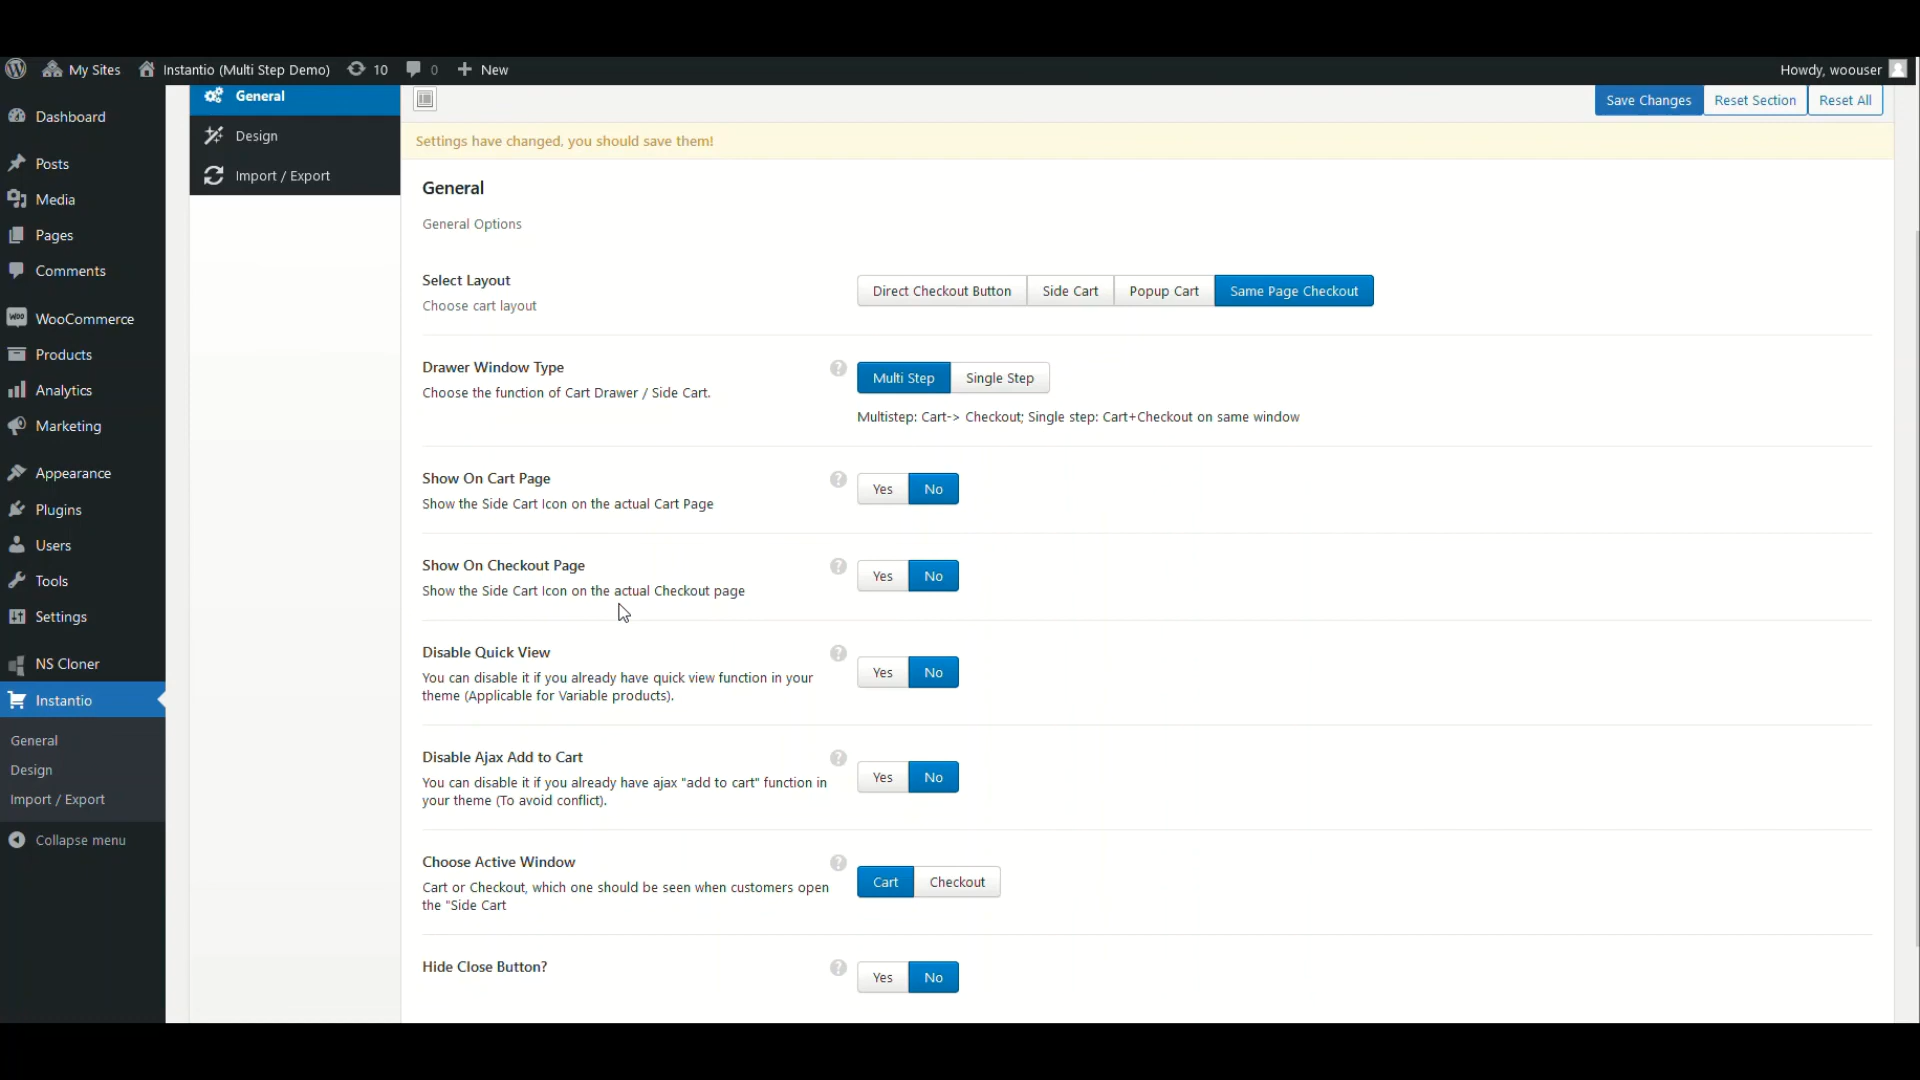 My Sites
Instantio (Multi Step Demo)
10
0
New
Howdy, woouser
Dashboard
Posts
Media
Pages
Comments
WooCommerce
Products
Analytics
Marketing
Appearance
Plugins
Users
Tools
Settings
NS Cloner
Instantio
General
Design
Import / Export
Collapse menu
General
Design
Import / Export
Save Changes
Reset Section
Reset All
Settings have changed, you should save them!
General
General Options
Select Layout
Choose cart layout
Direct Checkout Button
Side Cart
Popup Cart
Same Page Checkout
Drawer Window Type
Choose the function of Cart Drawer / Side Cart.
?
Multi Step
Single Step
Multistep: Cart-> Checkout; Single step: Cart+Checkout on same window
Show On Cart Page
Show the Side Cart Icon on the actual Cart Page
?
Yes
No
Show On Checkout Page
Show the Side Cart Icon on the actual Checkout page
?
Yes
No
Disable Quick View
You can disable it if you already have quick view function in your
theme (Applicable for Variable products).
?
Yes
No
Disable Ajax Add to Cart
You can disable it if you already have ajax "add to cart" function in
your theme (To avoid conflict).
?
Yes
No
Choose Active Window
Cart or Checkout, which one should be seen when customers open
the "Side Cart
?
Cart
Checkout
Hide Close Button?
?
Yes
No